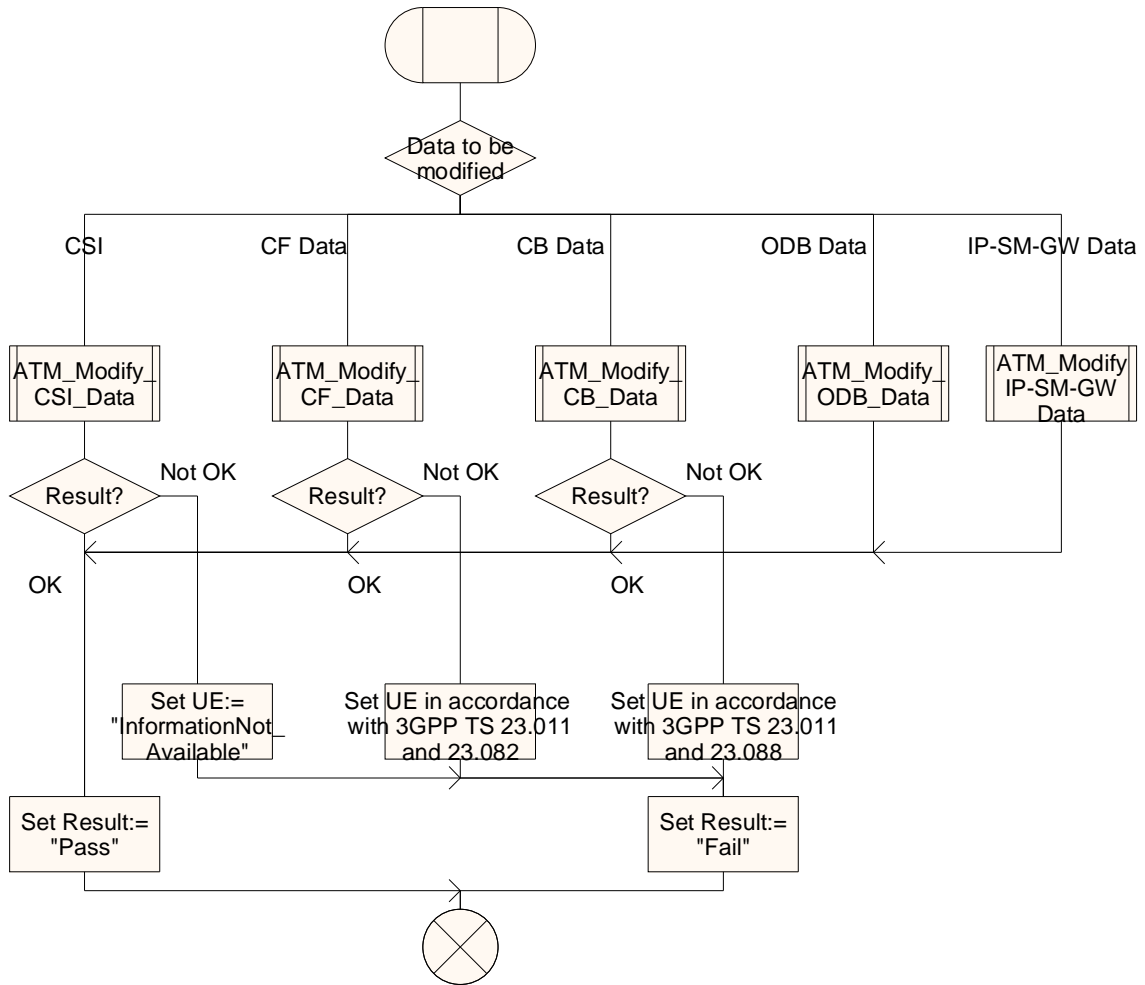 Data to be
modified
CSI
CF Data
CB Data
ODB Data
IP-SM-GW Data
ATM_Modify_
CSI_Data
ATM_Modify_
CF_Data
ATM_Modify_
CB_Data
ATM_Modify_
ODB_Data
ATM_Modify
IP-SM-GW
Data
Result?
Not OK
Result?
Not OK
Result?
Not OK
OK
OK
OK
Set UE:=
"InformationNot_
Available"
Set UE in accordance
with 3GPP TS 23.011
and 23.082
Set UE in accordance
with 3GPP TS 23.011
and 23.088
Set Result:=
"Pass"
Set Result:=
"Fail"